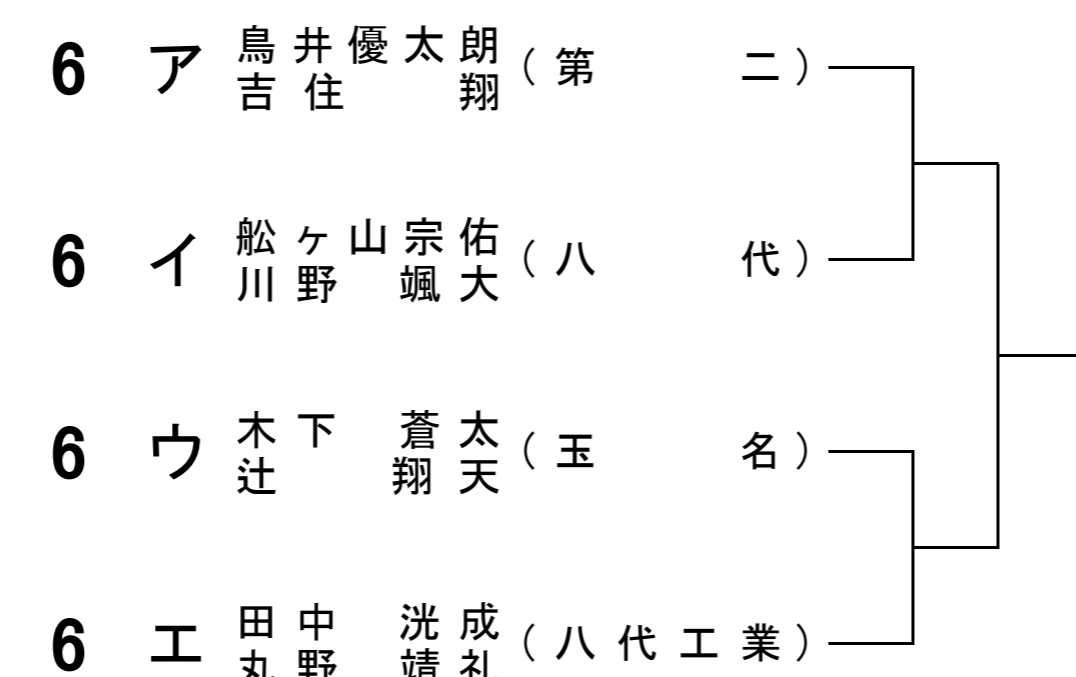 6 ア 鳥井優太朗 (第二)
吉住翔
6 イ 舩ヶ山宗佑 (八代)
川野颯大
6 ウ 木下蒼太 (玉名)
辻翔天
6 エ 田中洸成 (八代工業)
丸野靖礼